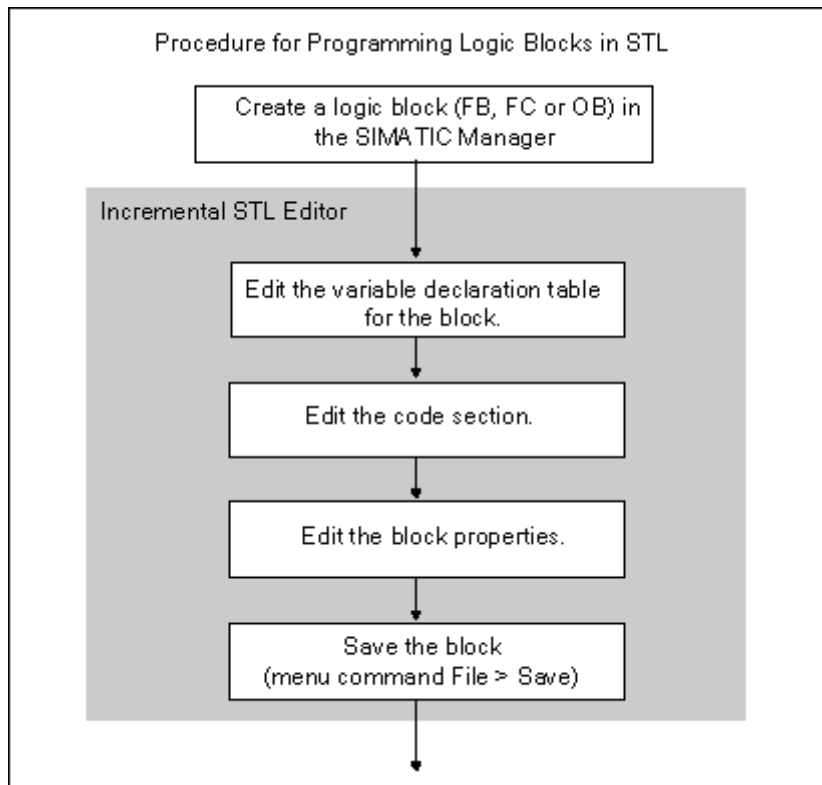 Procedure for Programming Logic Blocks in STL
Create a logic block (FB, FC or OB) in
the SIMATIC Manager
Incremental STL Editor
Edit the variable declaration table
for the block.
Edit the code section.
Edit the block properties.
Save the block
(menu command File > Save)